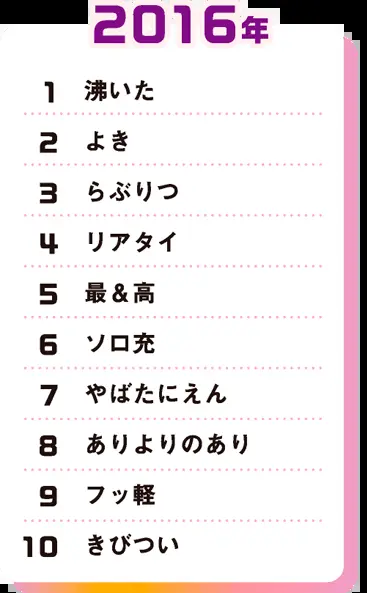 2016年
1 沸いた
2 よき
3 らぶりつ
4 リアタイ
5 最&高
6 ソロ充
7 やばたにえん
8 ありよりのあり
9 フッ軽
10 きびつい